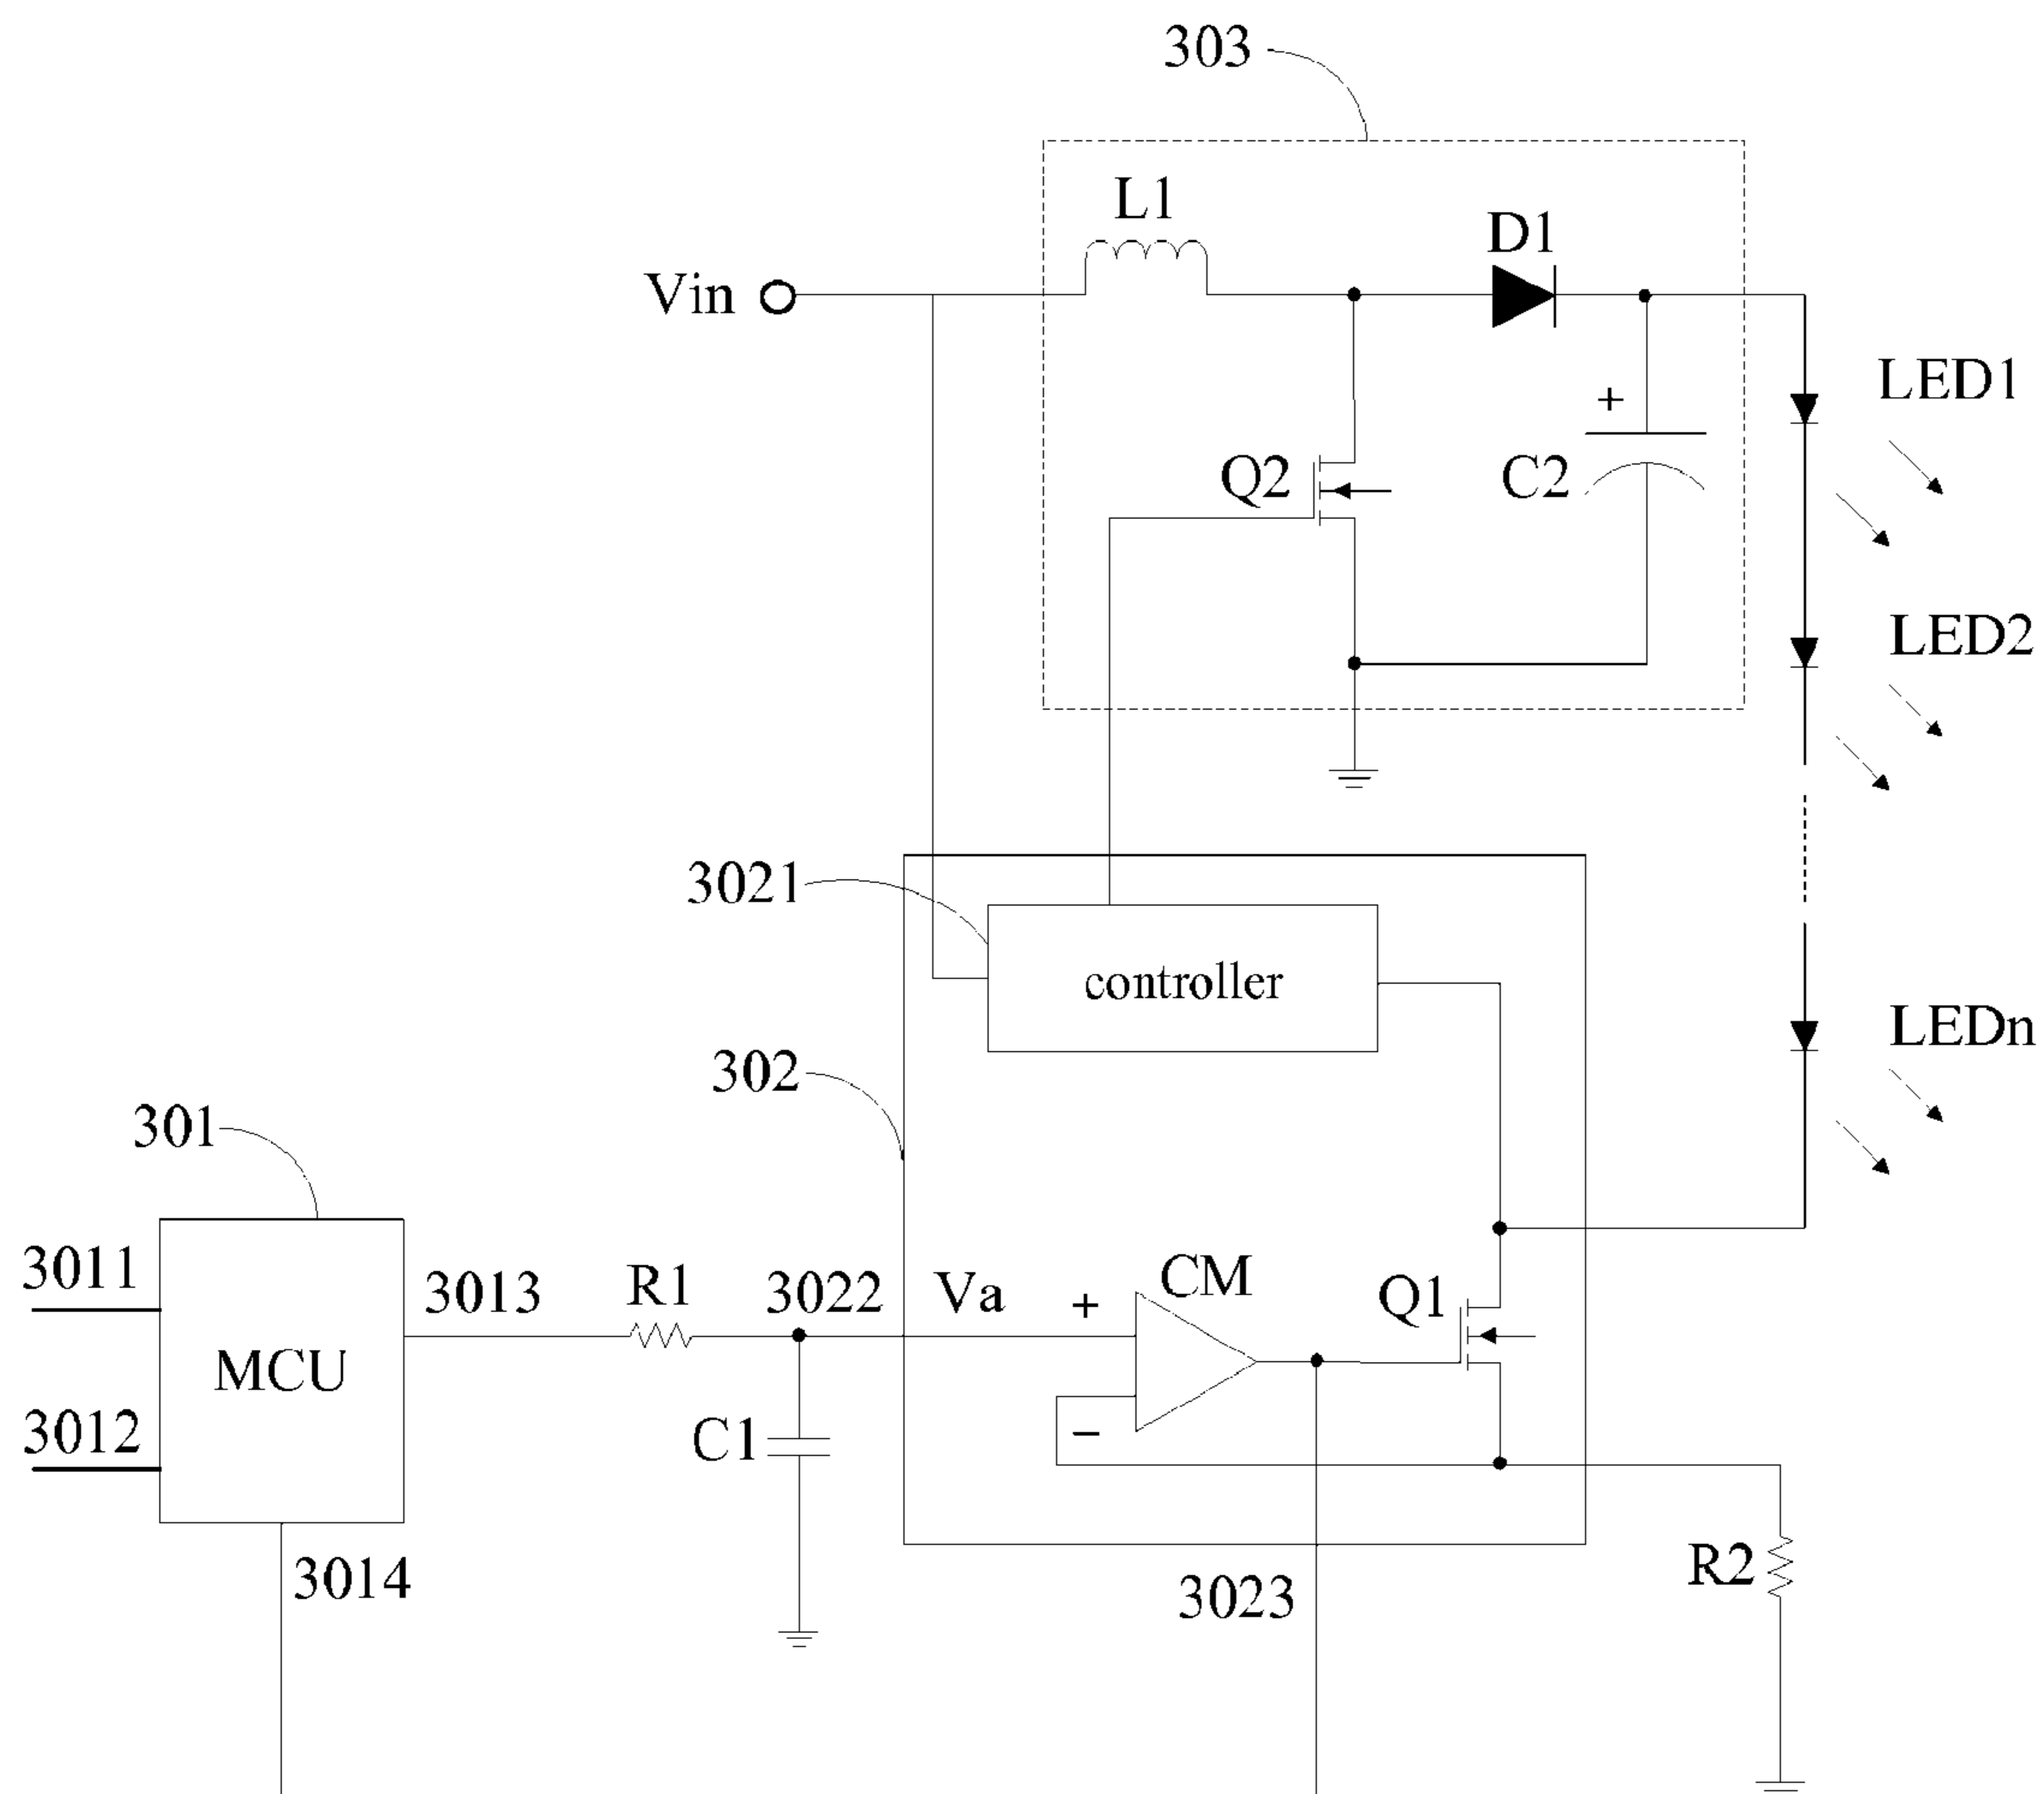 303
L1
D1
Vin
LED1
+
Q2
C2
LED2
3021
controller
LEDn
302
301
3011
3013
R1
3022
Va
+
CM
Q1
MCU
3012
C1
−
3014
3023
R2